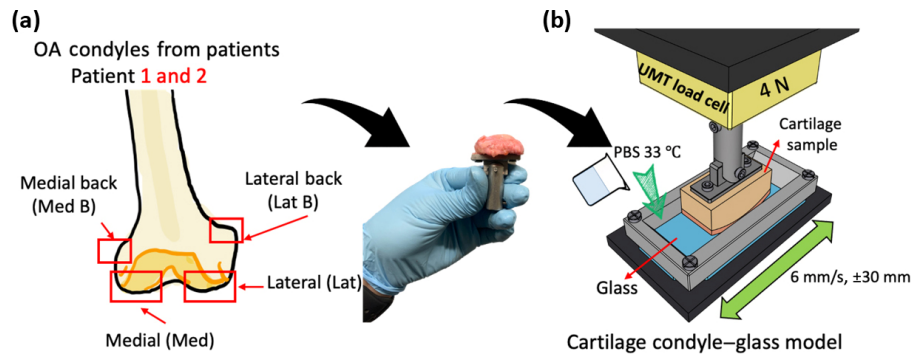 (a)
OA condyles from patients
Patient 1 and 2
Medial back
(Med B)
Lateral back
(Lat B)
Lateral (Lat)
Medial (Med)
(b)
UMT load cell
4 N
PBS 33 °C
Cartilage
sample
Glass
6 mm/s, ±30 mm
Cartilage condyle–glass model